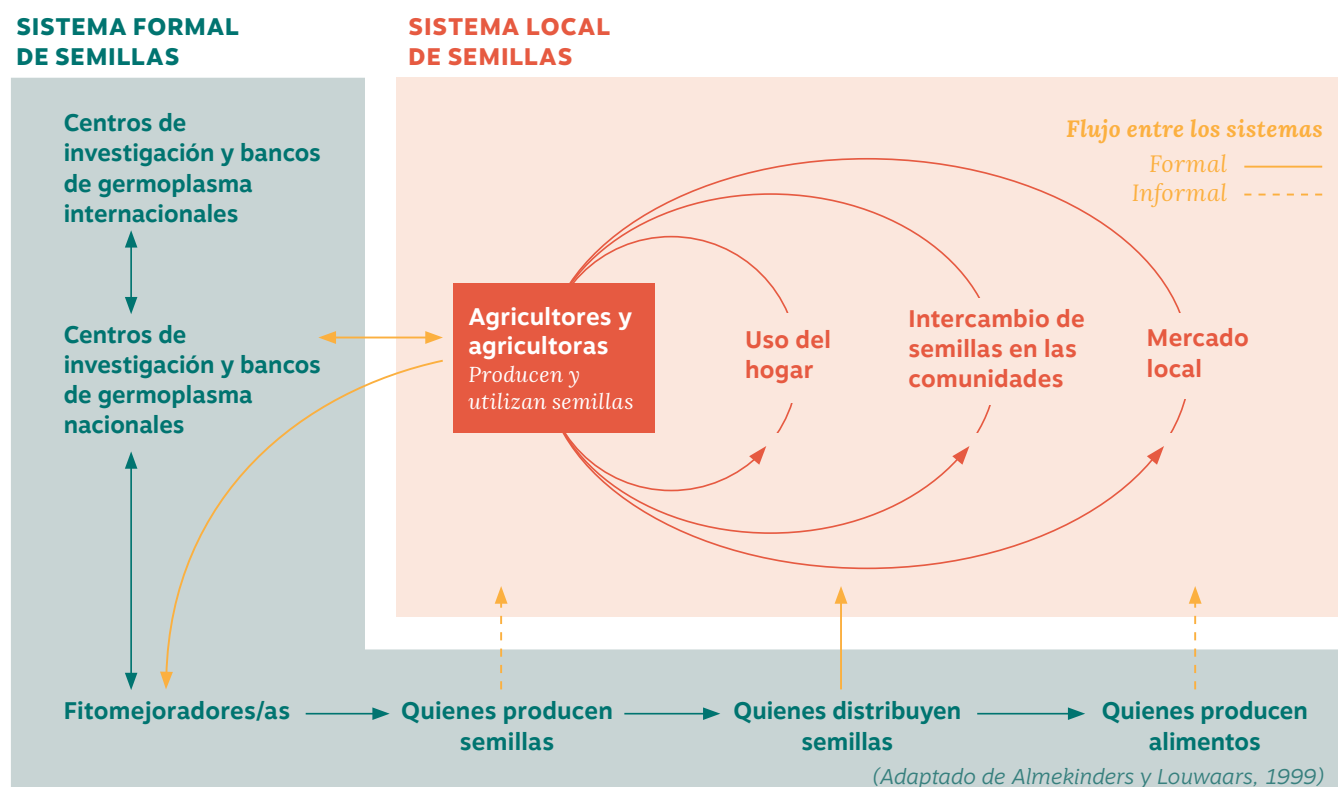 SISTEMA FORMAL
DE SEMILLAS
SISTEMA LOCAL
DE SEMILLAS
Centros de
investigación y bancos
de germoplasma
internacionales
Centros de
investigación y bancos
de germoplasma
nacionales
Flujo entre los sistemas
Formal
Informal
Agricultores y
agricultoras
Producen y
utilizan semillas
Uso del
hogar
Intercambio de
semillas en las
comunidades
Mercado
local
Fitomejoradores/as
Quienes producen
semillas
Quienes distribuyen
semillas
Quienes producen
alimentos
(Adaptado de Almekinders y Louwaars, 1999)